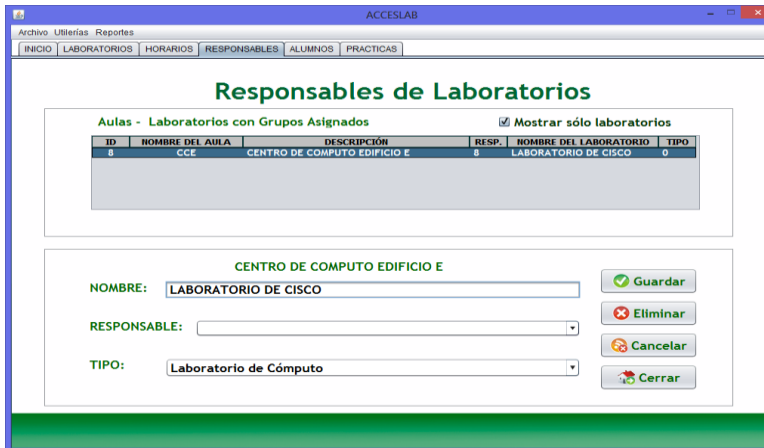 ACCESLAB
Archivo Utilerías Reportes
INICIO LABORATORIOS HORARIOS RESPONSABLES ALUMNOS PRACTICAS
Responsables de Laboratorios
Aulas - Laboratorios con Grupos Asignados Mostrar sólo laboratorios
ID NOMBRE DEL AULA DESCRIPCIÓN RESP. NOMBRE DEL LABORATORIO TIPO
8 CCE CENTRO DE COMPUTO EDIFICIO E 8 LABORATORIO DE CISCO 0
CENTRO DE COMPUTO EDIFICIO E
NOMBRE: LABORATORIO DE CISCO
RESPONSABLE:
TIPO: Laboratorio de Cómputo
Guardar
Eliminar
Cancelar
Cerrar